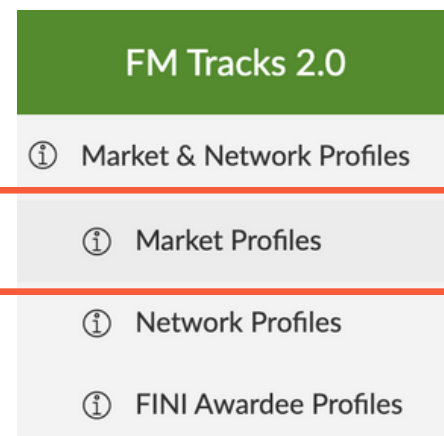 FM Tracks 2.0
Market & Network Profiles
Market Profiles
Network Profiles
FINI Awardee Profiles